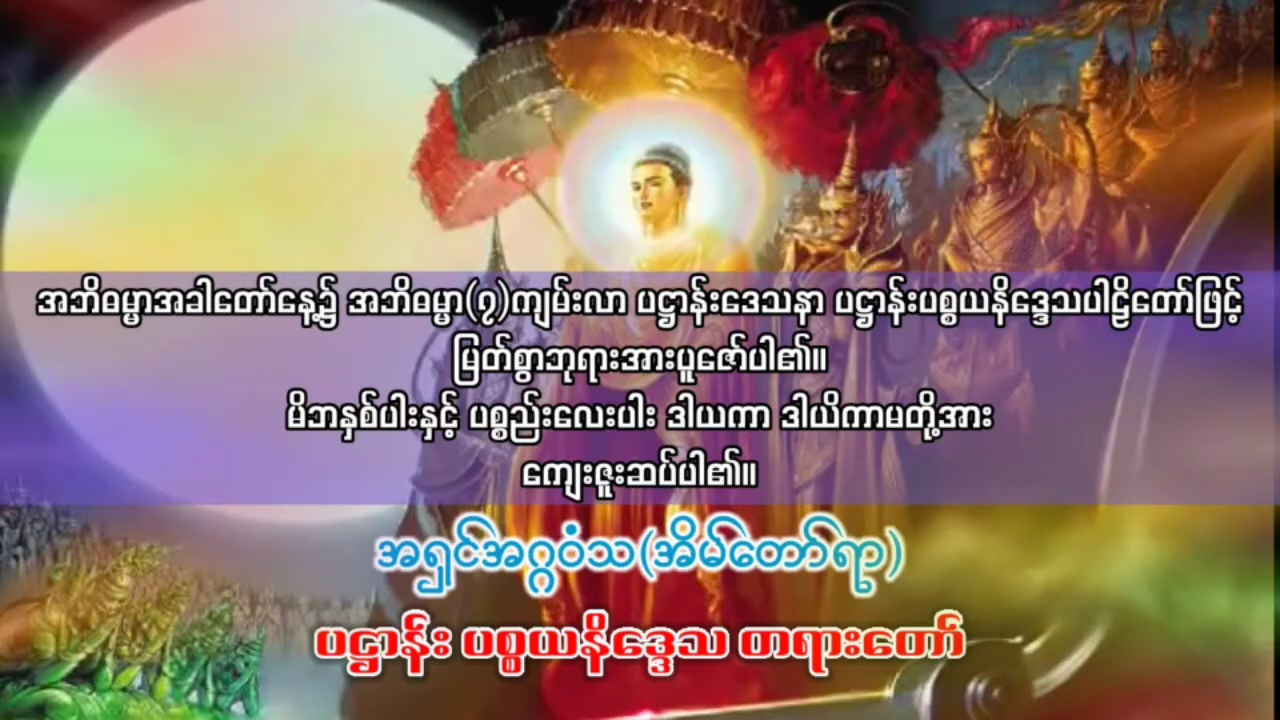 အဘိဓမ္မာအခါတော်နေ့၌ အဘိဓမ္မာ(၇)ကျမ်းလာ ပဋ္ဌာန်းဒေသနာ ပဋ္ဌာန်းပစ္စယနိဒ္ဒေသပါဠိတော်ဖြင့်
မြတ်စွာဘုရားအားပူဇော်ပါ၏။
မိဘနှစ်ပါးနှင့် ပစ္စည်းလေးပါး ဒါယကာ ဒါယိကာမတို့အား
ကျေးဇူးဆပ်ပါ၏။
အရှင်အဂ္ဂဝံသ(အိမ်တော်ရာ)
ပဋ္ဌာန်း ပစ္စယနိဒ္ဒေသ တရားတော်